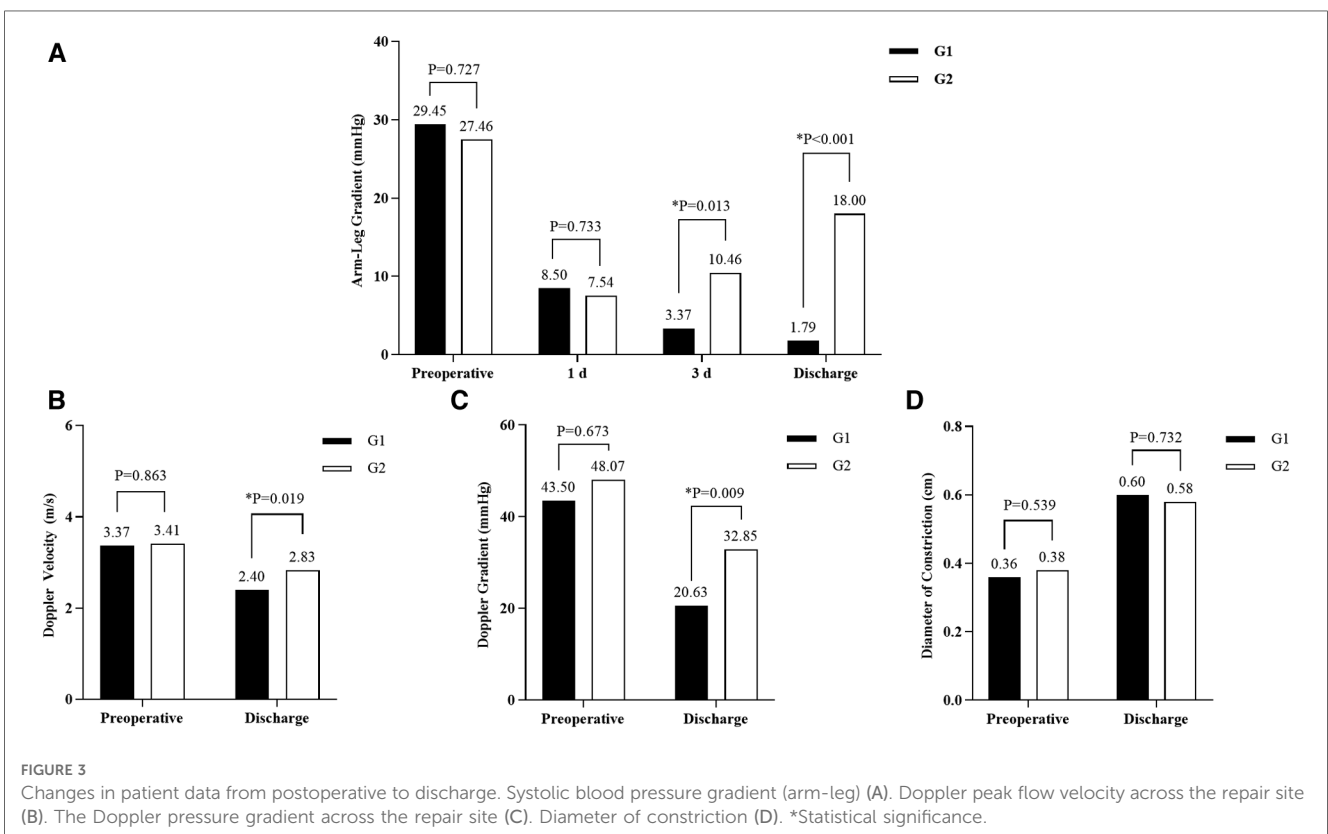 A
Arm-Leg Gradient (mmHg)
40
30
20
10
0
G1
G2
P=0.727
29.45
27.46
P=0.733
8.50
7.54
*P=0.013
3.37
10.46
*P<0.001
1.79
18.00
Preoperative
1 d
3 d
Discharge
B
Doppler Velocity (m/s)
6
4
2
0
G1
G2
P=0.863
3.37
3.41
*P=0.019
2.40
2.83
Preoperative
Discharge
C
Doppler Gradient (mmHg)
60
40
20
0
G1
G2
P=0.673
43.50
48.07
*P=0.009
20.63
32.85
Preoperative
Discharge
D
Diameter of Constriction (cm)
0.8
0.6
0.4
0.2
0.0
G1
G2
P=0.539
0.36
0.38
P=0.732
0.60
0.58
Preoperative
Discharge
FIGURE 3
Changes in patient data from postoperative to discharge. Systolic blood pressure gradient (arm-leg) (A). Doppler peak flow velocity across the repair site
(B). The Doppler pressure gradient across the repair site (C). Diameter of constriction (D). *Statistical significance.